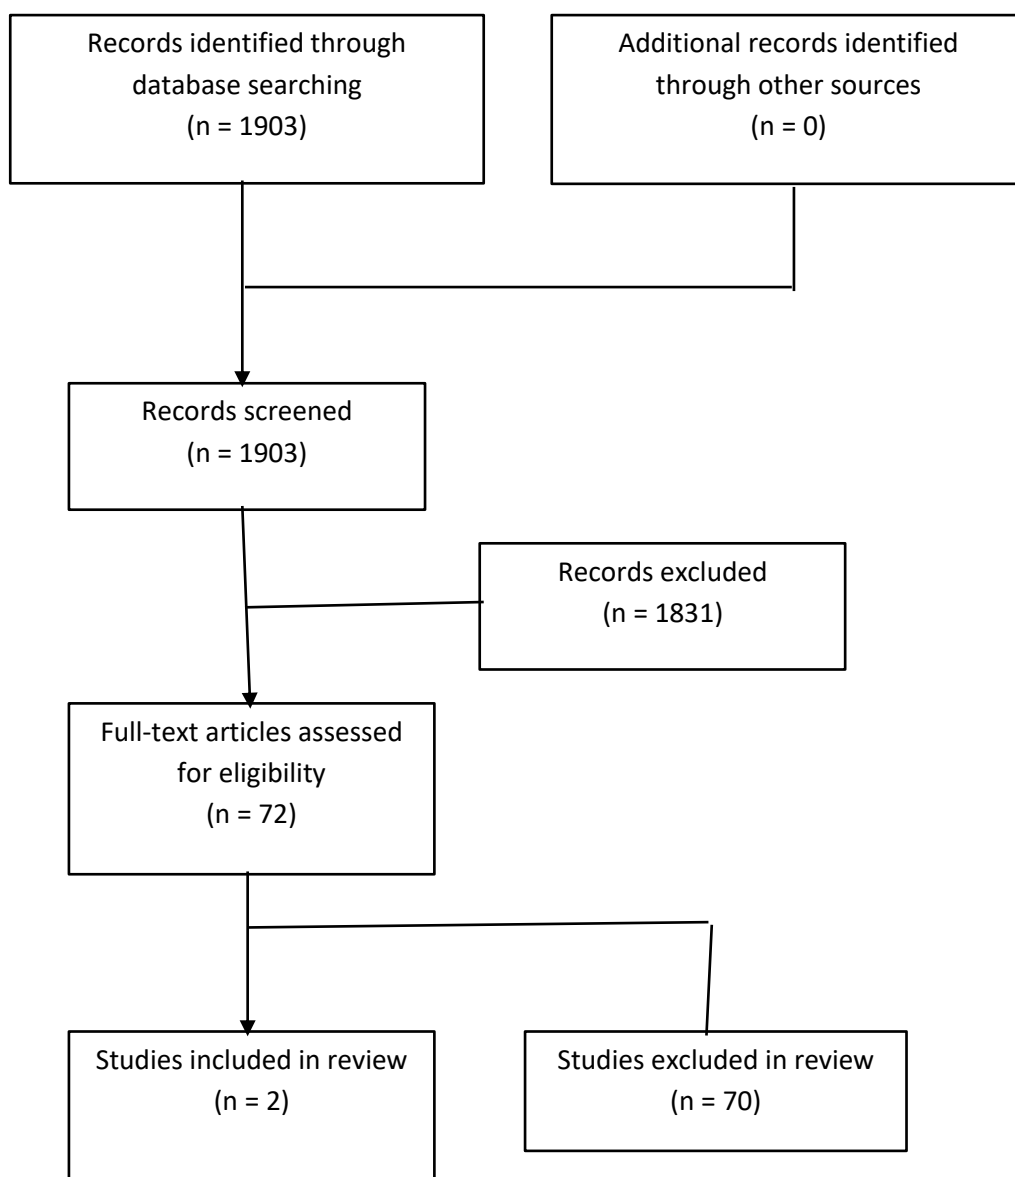 Records identified through
database searching
(n = 1903)
Additional records identified
through other sources
(n = 0)
Records screened
(n = 1903)
Records excluded
(n = 1831)
Full-text articles assessed
for eligibility
(n = 72)
Studies included in review
(n = 2)
Studies excluded in review
(n = 70)